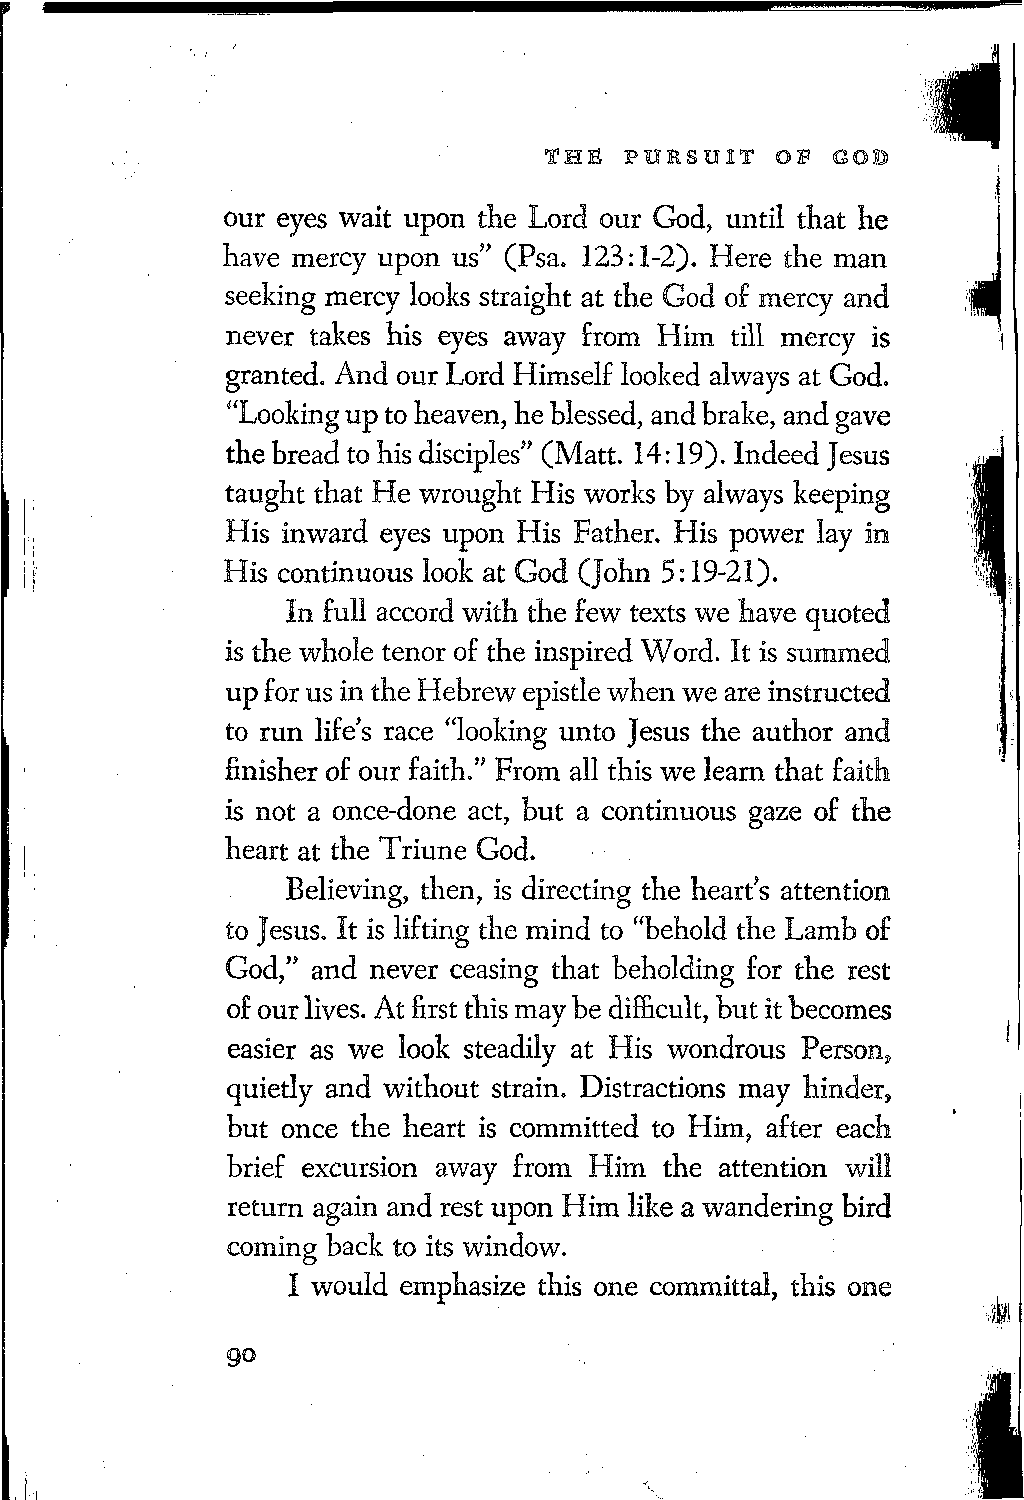 THE PURSUIT OF GOD
our eyes wait upon the Lord our God, until that he
have mercy upon us” (Psa. 123:1-2). Here the man
seeking mercy looks straight at the God of mercy and
never takes his eyes away from Him till mercy is
granted. And our Lord Himself looked always at God.
“Looking up to heaven, he blessed, and brake, and gave
the bread to his disciples” (Matt. 14:19). Indeed Jesus
taught that He wrought His works by always keeping
His inward eyes upon His Father. His power lay in
His continuous look at God (John 5:19-21).
In full accord with the few texts we have quoted
is the whole tenor of the inspired Word. It is summed
up for us in the Hebrew epistle when we are instructed
to run life’s race “looking unto Jesus the author and
finisher of our faith.” From all this we learn that faith
is not a once-done act, but a continuous gaze of the
heart at the Triune God.
Believing, then, is directing the heart’s attention
to Jesus. It is lifting the mind to “behold the Lamb of
God,” and never ceasing that beholding for the rest
of our lives. At first this may be difficult, but it becomes
easier as we look steadily at His wondrous Person,
quietly and without strain. Distractions may hinder,
but once the heart is committed to Him, after each
brief excursion away from Him the attention will
return again and rest upon Him like a wandering bird
coming back to its window.
I would emphasize this one committal, this one
90